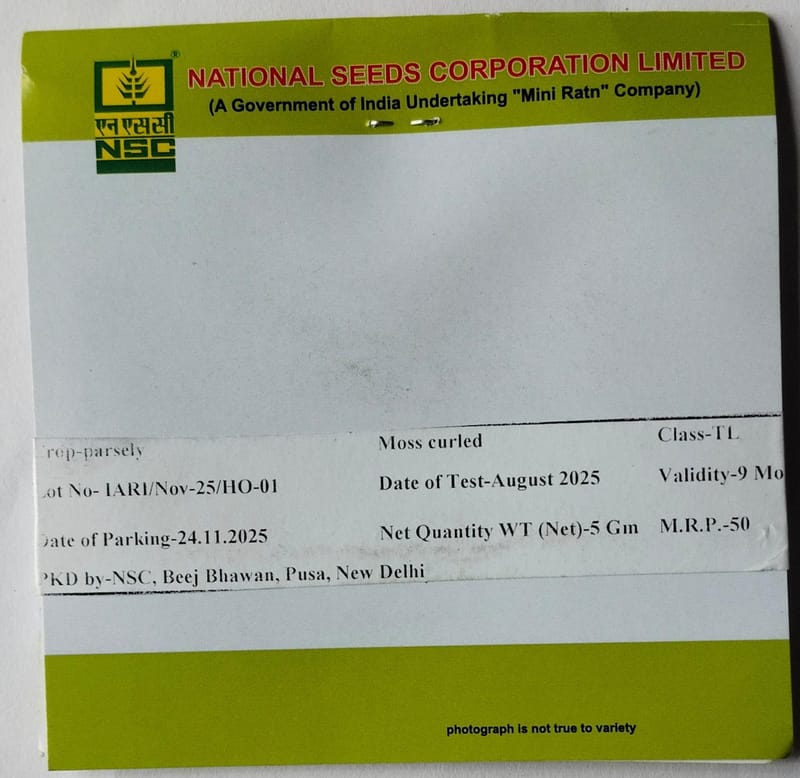 ®
NATIONAL SEEDS CORPORATION LIMITED
(A Government of India Undertaking "Mini Ratn" Company)
एन एस सी
NSC
rop-parsely Moss curled Class-TL
ot No- IARI/Nov-25/HO-01 Date of Test-August 2025 Validity-9 Mo
ate of Parking-24.11.2025 Net Quantity WT (Net)-5 Gm M.R.P.-50
PKD by-NSC, Beej Bhawan, Pusa, New Delhi
photograph is not true to variety